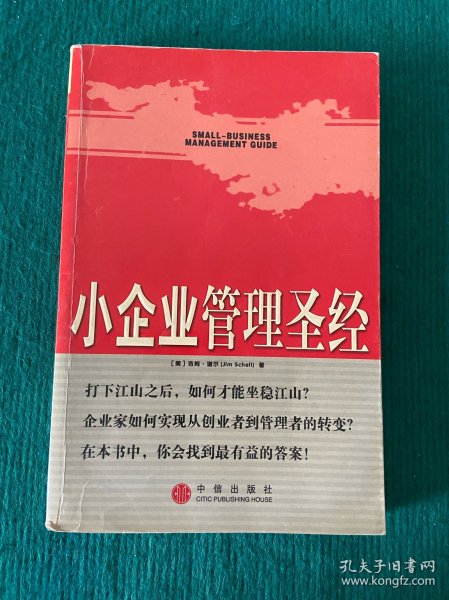 SMALL-BUSINESS
MANAGEMENT GUIDE
小企业管理圣经
［美］吉姆·谢尔(Jim Schell) 著
打下江山之后，如何才能坐稳江山？
企业家如何实现从创业者到管理者的转变？
在本书中，你会找到最有益的答案！
中信出版社
CITIC PUBLISHING HOUSE
孔夫子旧书网
www.kongfz.com